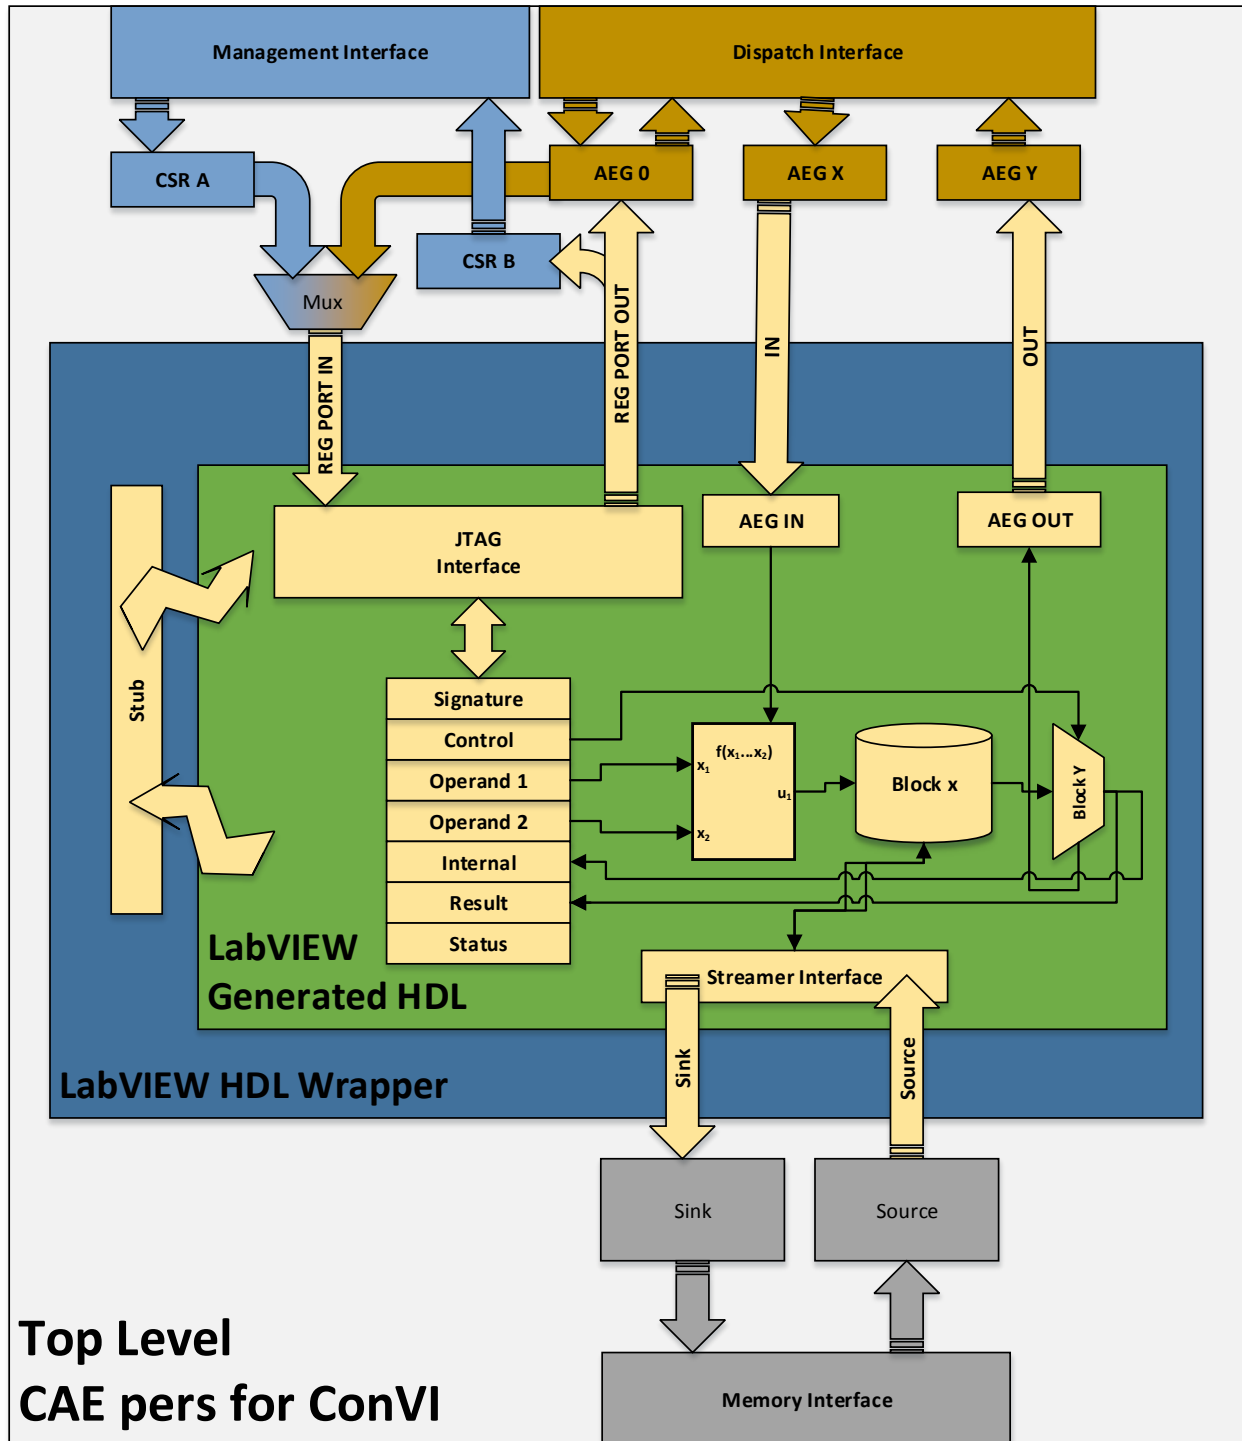 Management Interface
Dispatch Interface
CSR A
AEG 0
AEG X
AEG Y
CSR B
Mux
REG PORT IN
REG PORT OUT
IN
OUT
JTAG
Interface
AEG IN
AEG OUT
Stub
Signature
Control
Operand 1
Operand 2
Internal
Result
Status
f(x₁...x₂)
x₁
u₁
x₂
Block x
Block Y
LabVIEW
Generated HDL
Streamer Interface
Sink
Source
LabVIEW HDL Wrapper
Sink
Source
Top Level
CAE pers for ConVI
Memory Interface